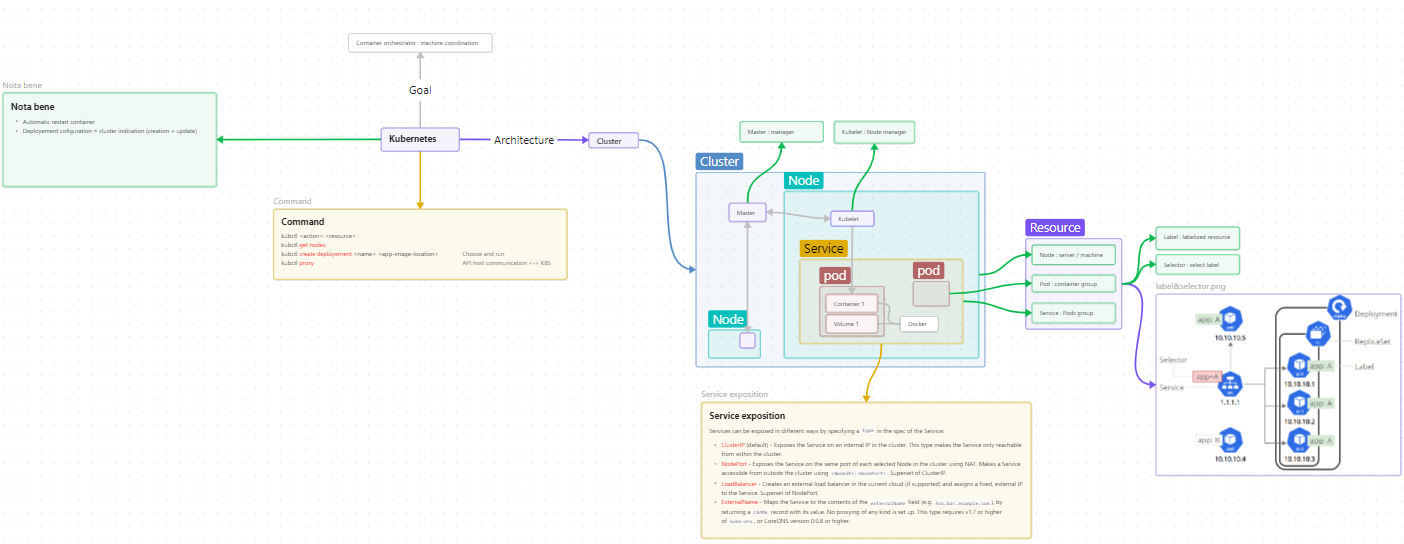 Container orchestrator : machine coordination
Goal
Nota bene
Nota bene
Automatic restart container
Deployement cofiguration = cluster indication (creation + update)
Kubernetes
Architecture
Cluster
Command
Command
kubctl <action> <resource>
kubctl get nodes
kubctl create deployement <name> <app-image-location> Choose and run
kubctl proxy API host communication <-> K8S
Master : manager
Kubelet : Node manager
Cluster
Node
Master
Kubelet
Service
pod
pod
Container 1
Volume 1
Docker
Node
Resource
Node : server / machine
Pod : container group
Service : Pods group
Label : labelized resource
Selector : select label
label&selector.png
app: A
10.10.10.5
Deployment
ReplicaSet
Selector
app: A
Label
app=A
Service
10.10.10.1
1.1.1.1
app: A
10.10.10.2
app: B
app: A
10.10.10.4
10.10.10.3
Service exposition
Service exposition
Services can be exposed in different ways by specifying a type in the spec of the Service:
ClusterIP (default) - Exposes the Service on an internal IP in the cluster. This type makes the Service only reachable
from within the cluster.
NodePort - Exposes the Service on the same port of each selected Node in the cluster using NAT. Makes a Service
accessible from outside the cluster using <NodeIP>:<NodePort>. Superset of ClusterIP.
LoadBalancer - Creates an external load balancer in the current cloud (if supported) and assigns a fixed, external IP
to the Service. Superset of NodePort.
ExternalName - Maps the Service to the contents of the externalName field (e.g. foo.bar.example.com), by
returning a CNAME record with its value. No proxying of any kind is set up. This type requires v1.7 or higher
of kube-dns, or CoreDNS version 0.0.8 or higher.